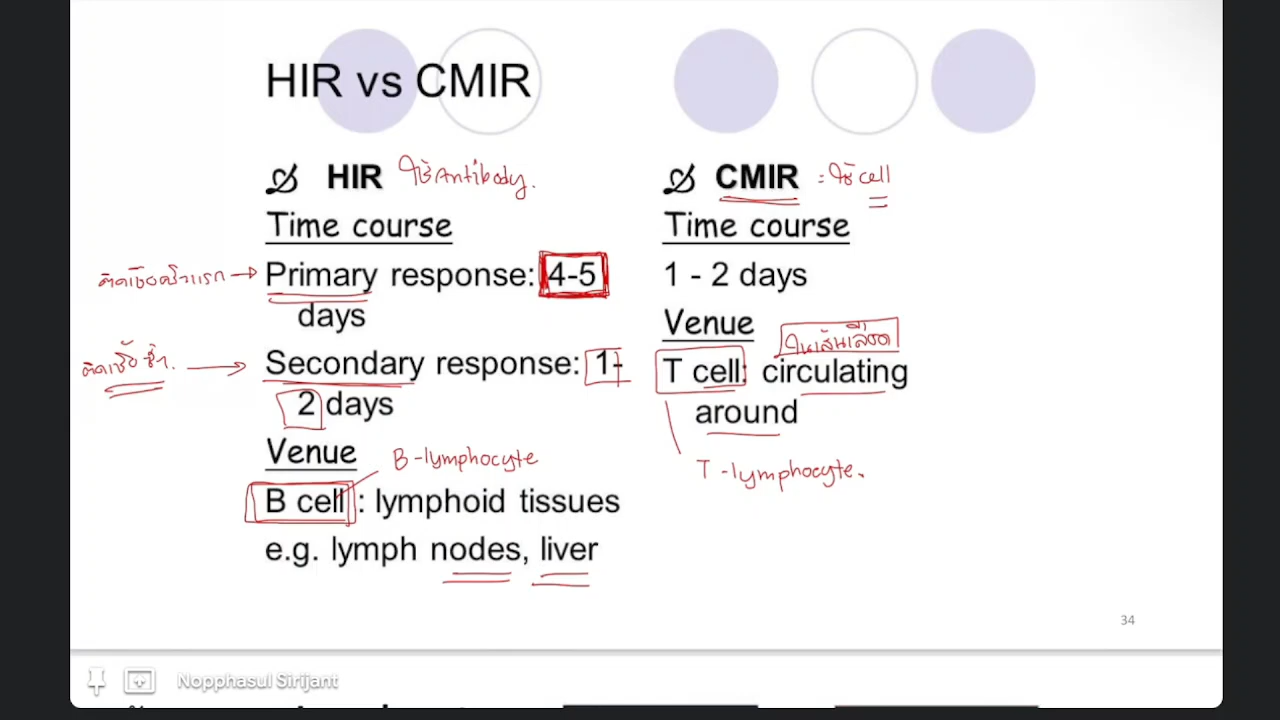 HIR vs CMIR
HIR ใช้ Antibody.
Time course
ติดเชื้อครั้งแรก → Primary response: 4-5
days
ติดเชื้อซ้ำ. → Secondary response: 1-
2 days
Venue
B-lymphocyte
B cell : lymphoid tissues
e.g. lymph nodes, liver
CMIR = ใช้ cell
Time course
1 - 2 days
Venue
ในเส้นเลือด
T cell: circulating
around
T-lymphocyte.
34
Nopphasul Sirijant